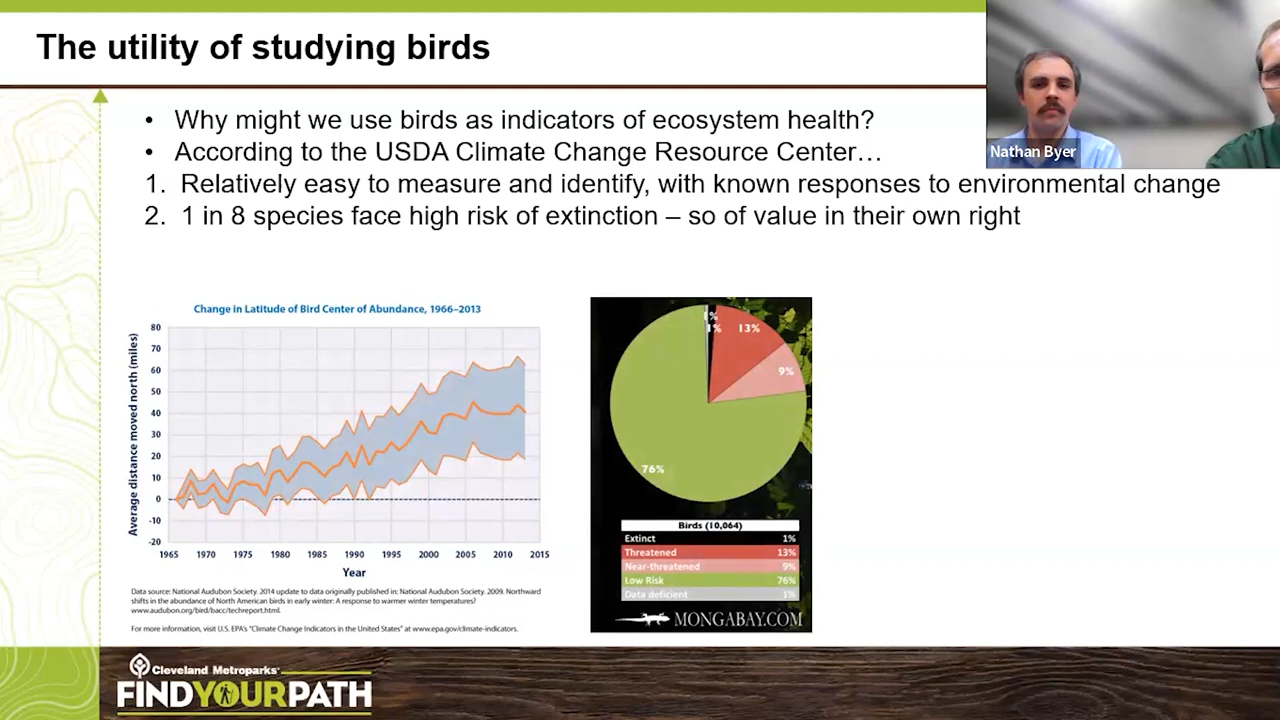 The utility of studying birds
Nathan Byer
• Why might we use birds as indicators of ecosystem health?
• According to the USDA Climate Change Resource Center…
1. Relatively easy to measure and identify, with known responses to environmental change
2. 1 in 8 species face high risk of extinction – so of value in their own right
Change in Latitude of Bird Center of Abundance, 1966–2013
Average distance moved north (miles)
80
70
60
50
40
30
20
10
0
-10
-20
1965 1970 1975 1980 1985 1990 1995 2000 2005 2010 2015
Year
Data source: National Audubon Society. 2014 update to data originally published in: National Audubon Society. 2009. Northward
shifts in the abundance of North American birds in early winter: A response to warmer winter temperatures?
www.audubon.org/bird/bacc/techreport.html.
For more information, visit U.S. EPA's "Climate Change Indicators in the United States" at www.epa.gov/climate-indicators.
1%
1% 13%
9%
76%
Birds (10,064)
Extinct 1%
Threatened 13%
Near-threatened 9%
Low Risk 76%
Data deficient 1%
MONGABAY.COM
Cleveland Metroparks
FINDYOURPATH